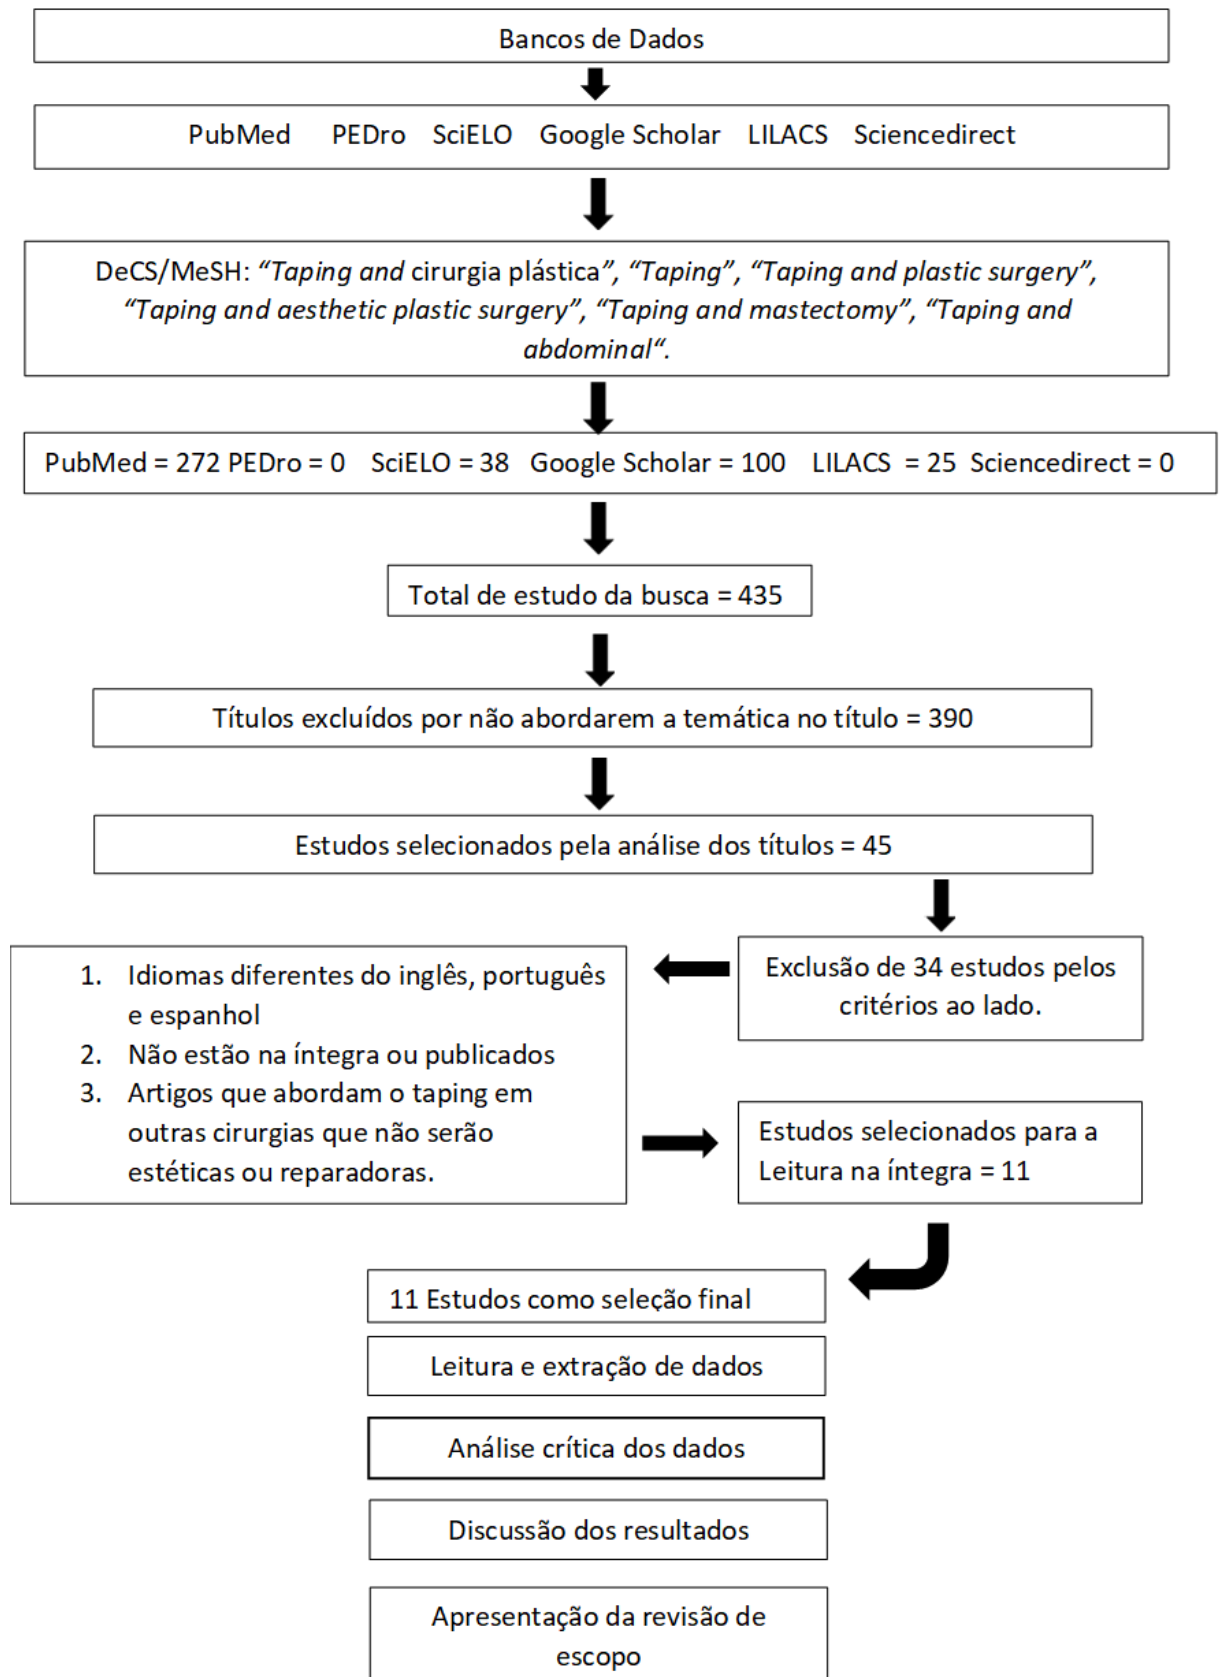 Bancos de Dados
PubMed PEDro SciELO Google Scholar LILACS Sciencedirect
DeCS/MeSH: “Taping and cirurgia plástica”, “Taping”, “Taping and plastic surgery”,
“Taping and aesthetic plastic surgery”, “Taping and mastectomy”, “Taping and
abdominal“.
PubMed = 272 PEDro = 0 SciELO = 38 Google Scholar = 100 LILACS = 25 Sciencedirect = 0
Total de estudo da busca = 435
Títulos excluídos por não abordarem a temática no título = 390
Estudos selecionados pela análise dos títulos = 45
Exclusão de 34 estudos pelos
critérios ao lado.
1. Idiomas diferentes do inglês, português
e espanhol
2. Não estão na íntegra ou publicados
3. Artigos que abordam o taping em
outras cirurgias que não serão
estéticas ou reparadoras.
Estudos selecionados para a
Leitura na íntegra = 11
11 Estudos como seleção final
Leitura e extração de dados
Análise crítica dos dados
Discussão dos resultados
Apresentação da revisão de
escopo